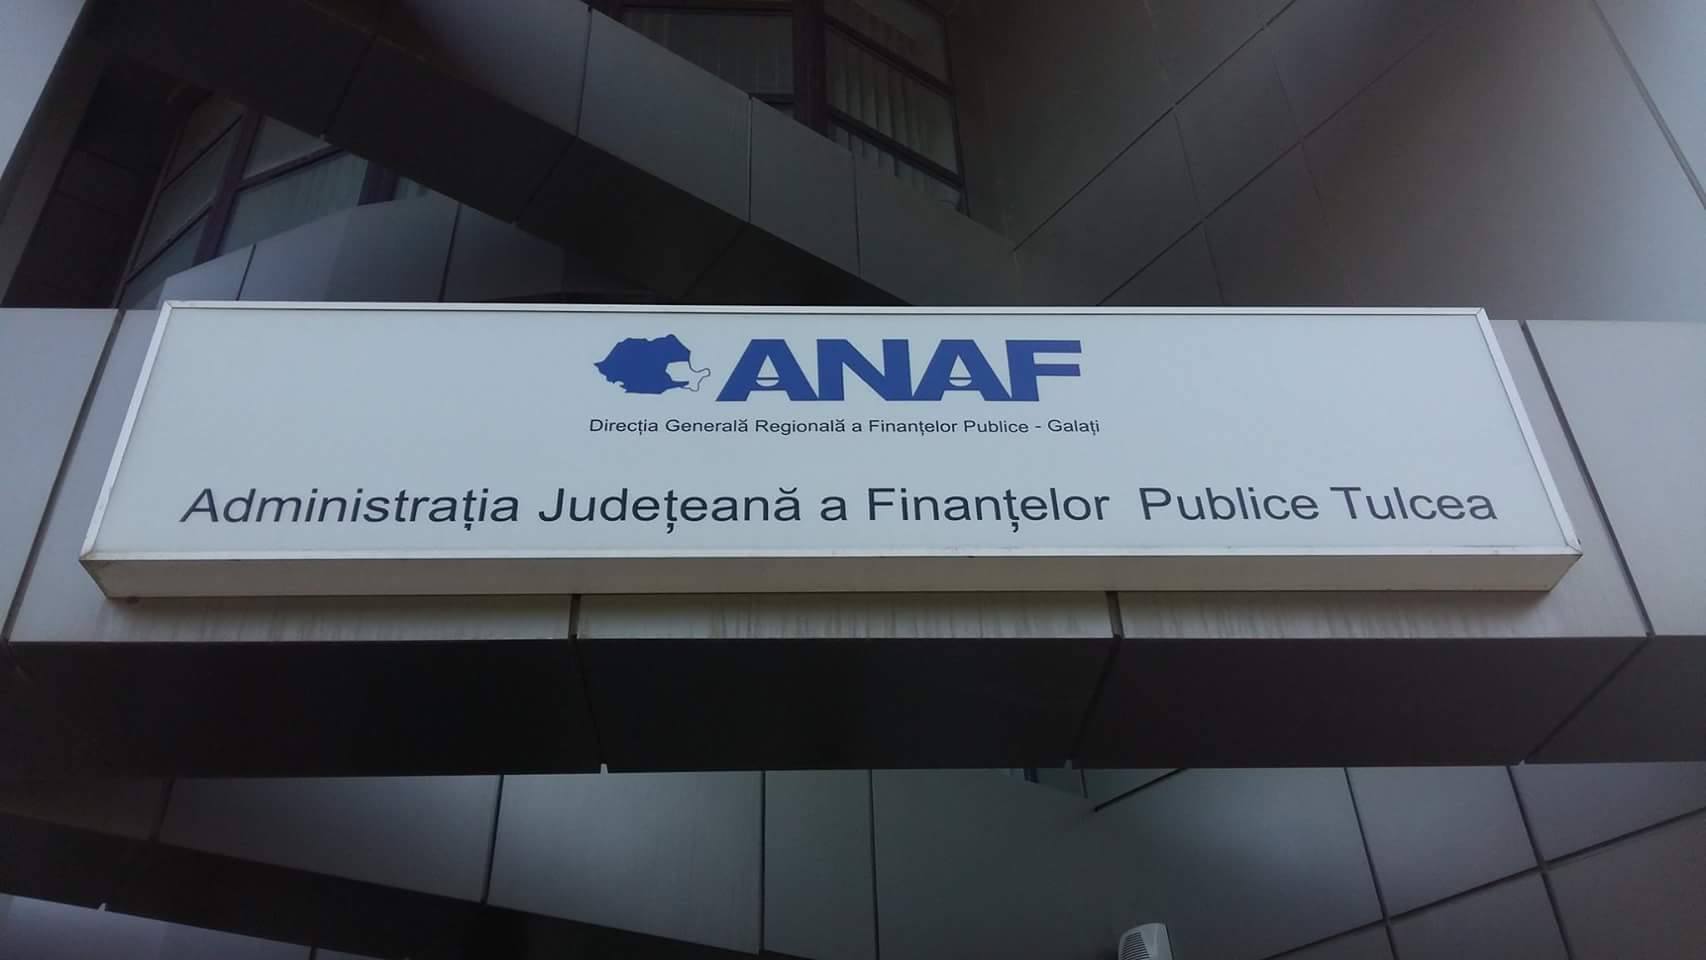 ANAF
Direcția Generală Regională a Finanțelor Publice - Galați
Administrația Județeană a Finanțelor Publice Tulcea